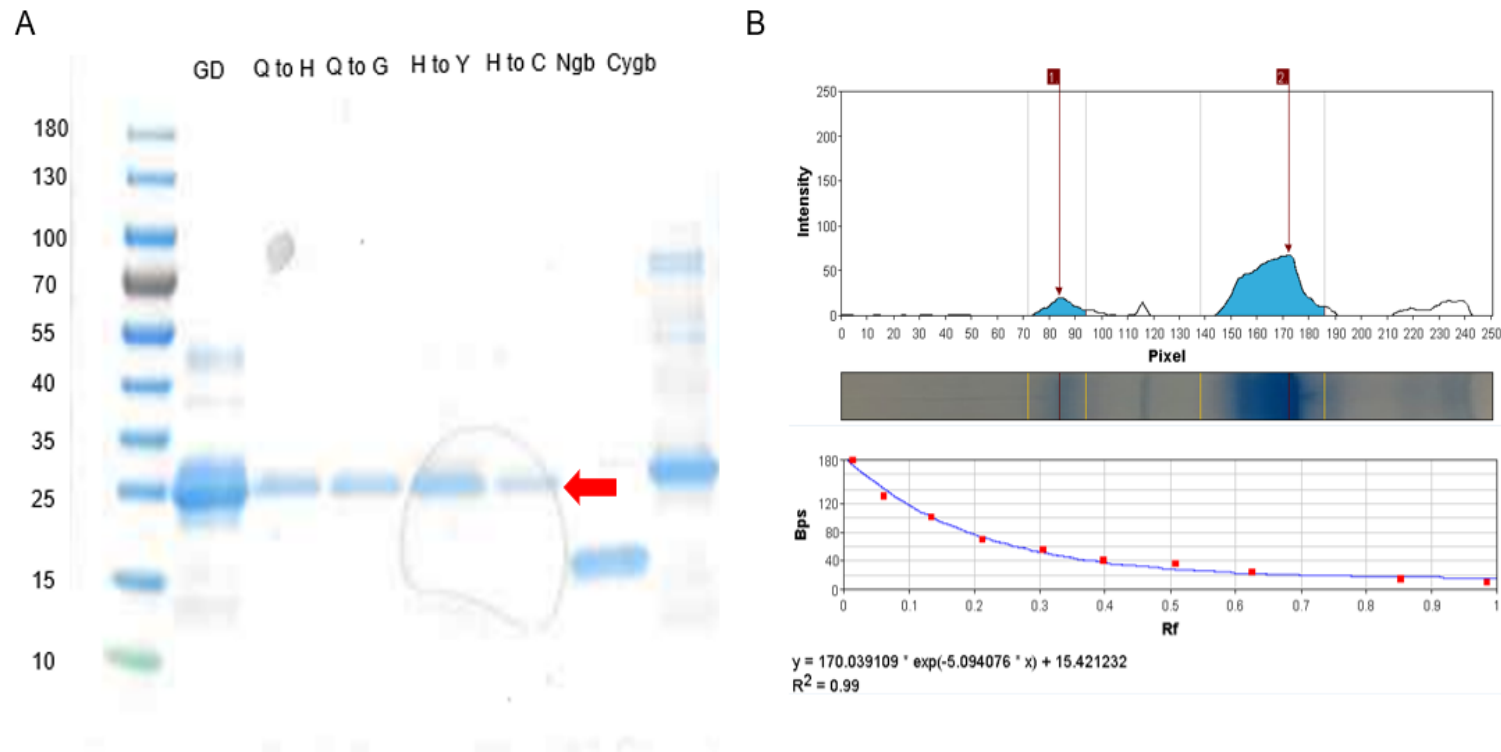 A
GD Q to H Q to G H to Y H to C Ngb Cygb
180
130
100
70
55
40
35
25
15
10
B
1 2
250
200
150
100
50
0
Intensity
0 10 20 30 40 50 60 70 80 90 100 110 120 130 140 150 160 170 180 190 200 210 220 230 240 250
Pixel
180
120
80
40
0
Bps
0 0.1 0.2 0.3 0.4 0.5 0.6 0.7 0.8 0.9 1
Rf
y = 170.039109 * exp(-5.094076 * x) + 15.421232
R2 = 0.99